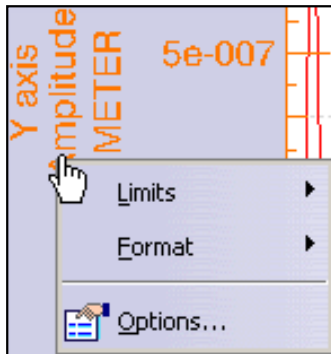 Y axis
Amplitude
METER
5e-007
Limits
Format
Options...